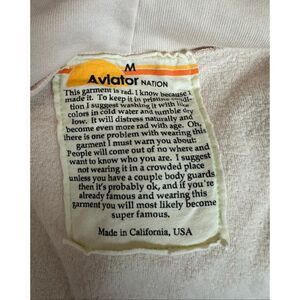 M
Aviator NATION
This garment is rad. I know because I
made it. To keep it in pristine condi-
tion I suggest washing it with like
colors in cold water and tumble dry
low. It will distress naturally and
become even more rad with age. Oh,
there is one problem with wearing this
garment I must warn you about:
People will come out of no where and
want to know who you are. I suggest
not wearing it in a crowded place
unless you have a couple body guards,
then it's probably ok, and if you're
already famous and wearing this
garment you will most likely become
super famous.
Made in California, USA